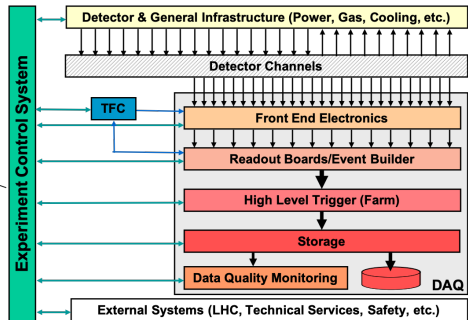 Experiment Control System
Detector & General Infrastructure (Power, Gas, Cooling, etc.)
Detector Channels
TFC
Front End Electronics
Readout Boards/Event Builder
High Level Trigger (Farm)
Storage
Data Quality Monitoring
DAQ
External Systems (LHC, Technical Services, Safety, etc.)